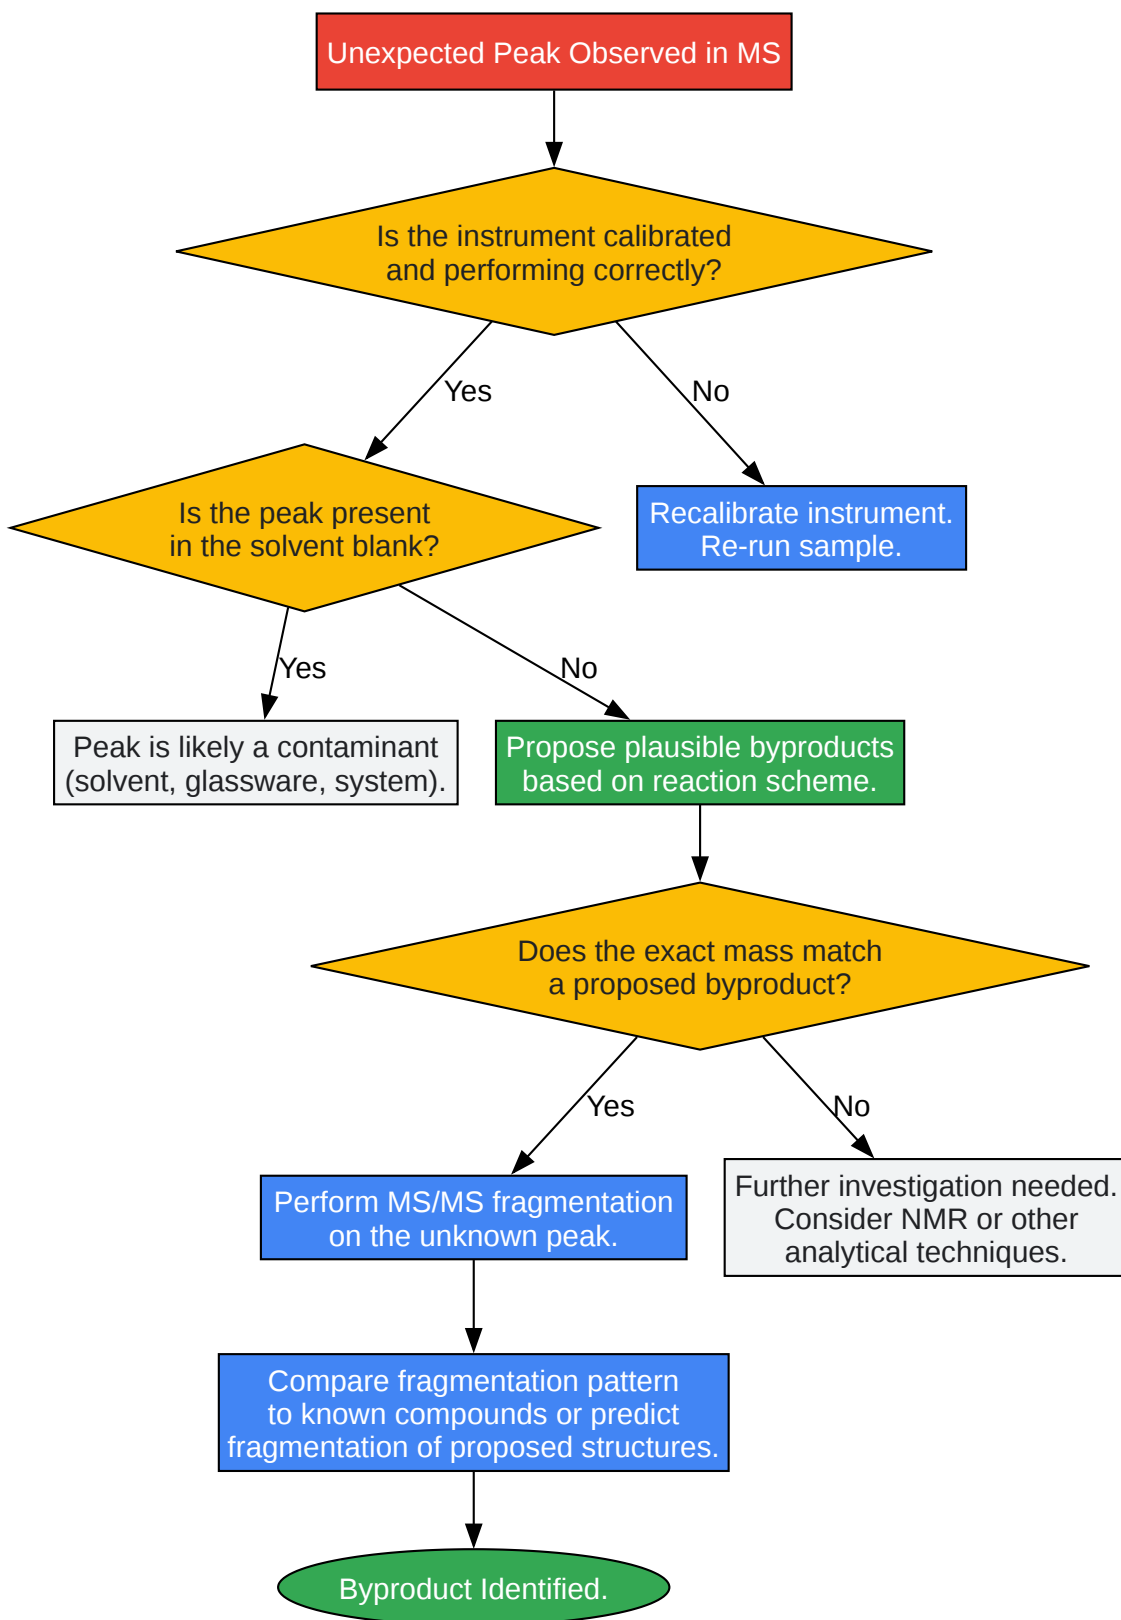 Unexpected Peak Observed in MS
Is the instrument calibrated
and performing correctly?
Yes
No
Is the peak present
in the solvent blank?
Recalibrate instrument.
Re-run sample.
Yes
No
Peak is likely a contaminant
(solvent, glassware, system).
Propose plausible byproducts
based on reaction scheme.
Does the exact mass match
a proposed byproduct?
Yes
No
Perform MS/MS fragmentation
on the unknown peak.
Further investigation needed.
Consider NMR or other
analytical techniques.
Compare fragmentation pattern
to known compounds or predict
fragmentation of proposed structures.
Byproduct Identified.